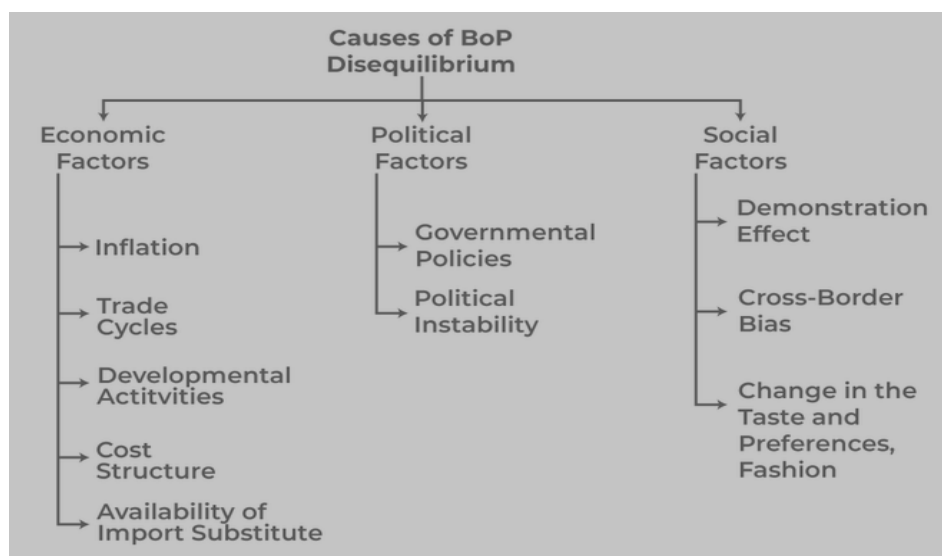 Causes of BoP
Disequilibrium
Economic
Factors
Inflation
Trade
Cycles
Developmental
Actitvities
Cost
Structure
Availability of
Import Substitute
Political
Factors
Governmental
Policies
Political
Instability
Social
Factors
Demonstration
Effect
Cross-Border
Bias
Change in the
Taste and
Preferences,
Fashion